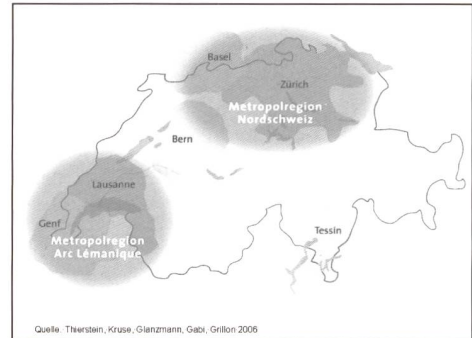 Basel
Zürich
Metropolregion
Nordschweiz
Bern
Lausanne
Genf
Metropolregion
Arc Lémanique
Tessin
Quelle. Thierstein, Kruse, Glanzmann, Gabi, Grillon 2006